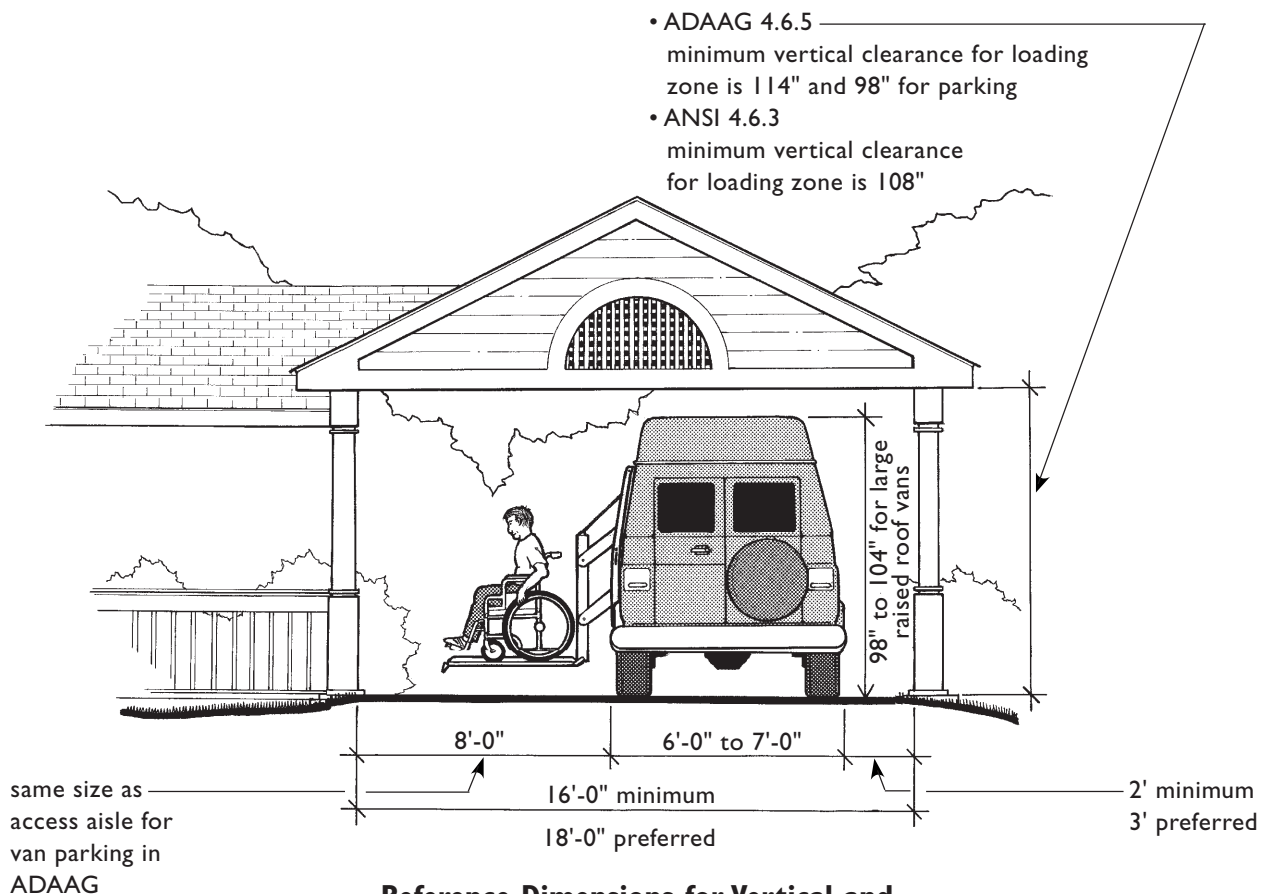 • ADAAG 4.6.5
minimum vertical clearance for loading
zone is 114" and 98" for parking
• ANSI 4.6.3
minimum vertical clearance
for loading zone is 108"
98" to 104" for large
raised roof vans
8'-0"
6'-0" to 7'-0"
same size as
access aisle for
van parking in
ADAAG
16'-0" minimum
18'-0" preferred
2' minimum
3' preferred
Reference Dimensions for Vertical and